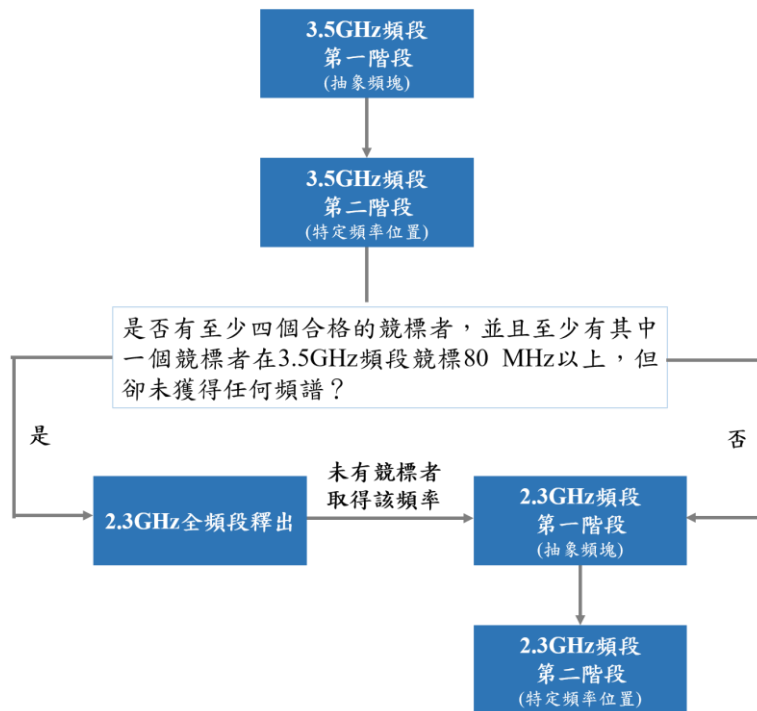 3.5GHz頻段
第一階段
(抽象頻塊)
3.5GHz頻段
第二階段
(特定頻率位置)
是否有至少四個合格的競標者，並且至少有其中
一個競標者在3.5GHz頻段競標80 MHz以上，但
卻未獲得任何頻譜？
是
否
未有競標者
取得該頻率
2.3GHz全頻段釋出
2.3GHz頻段
第一階段
(抽象頻塊)
2.3GHz頻段
第二階段
(特定頻率位置)